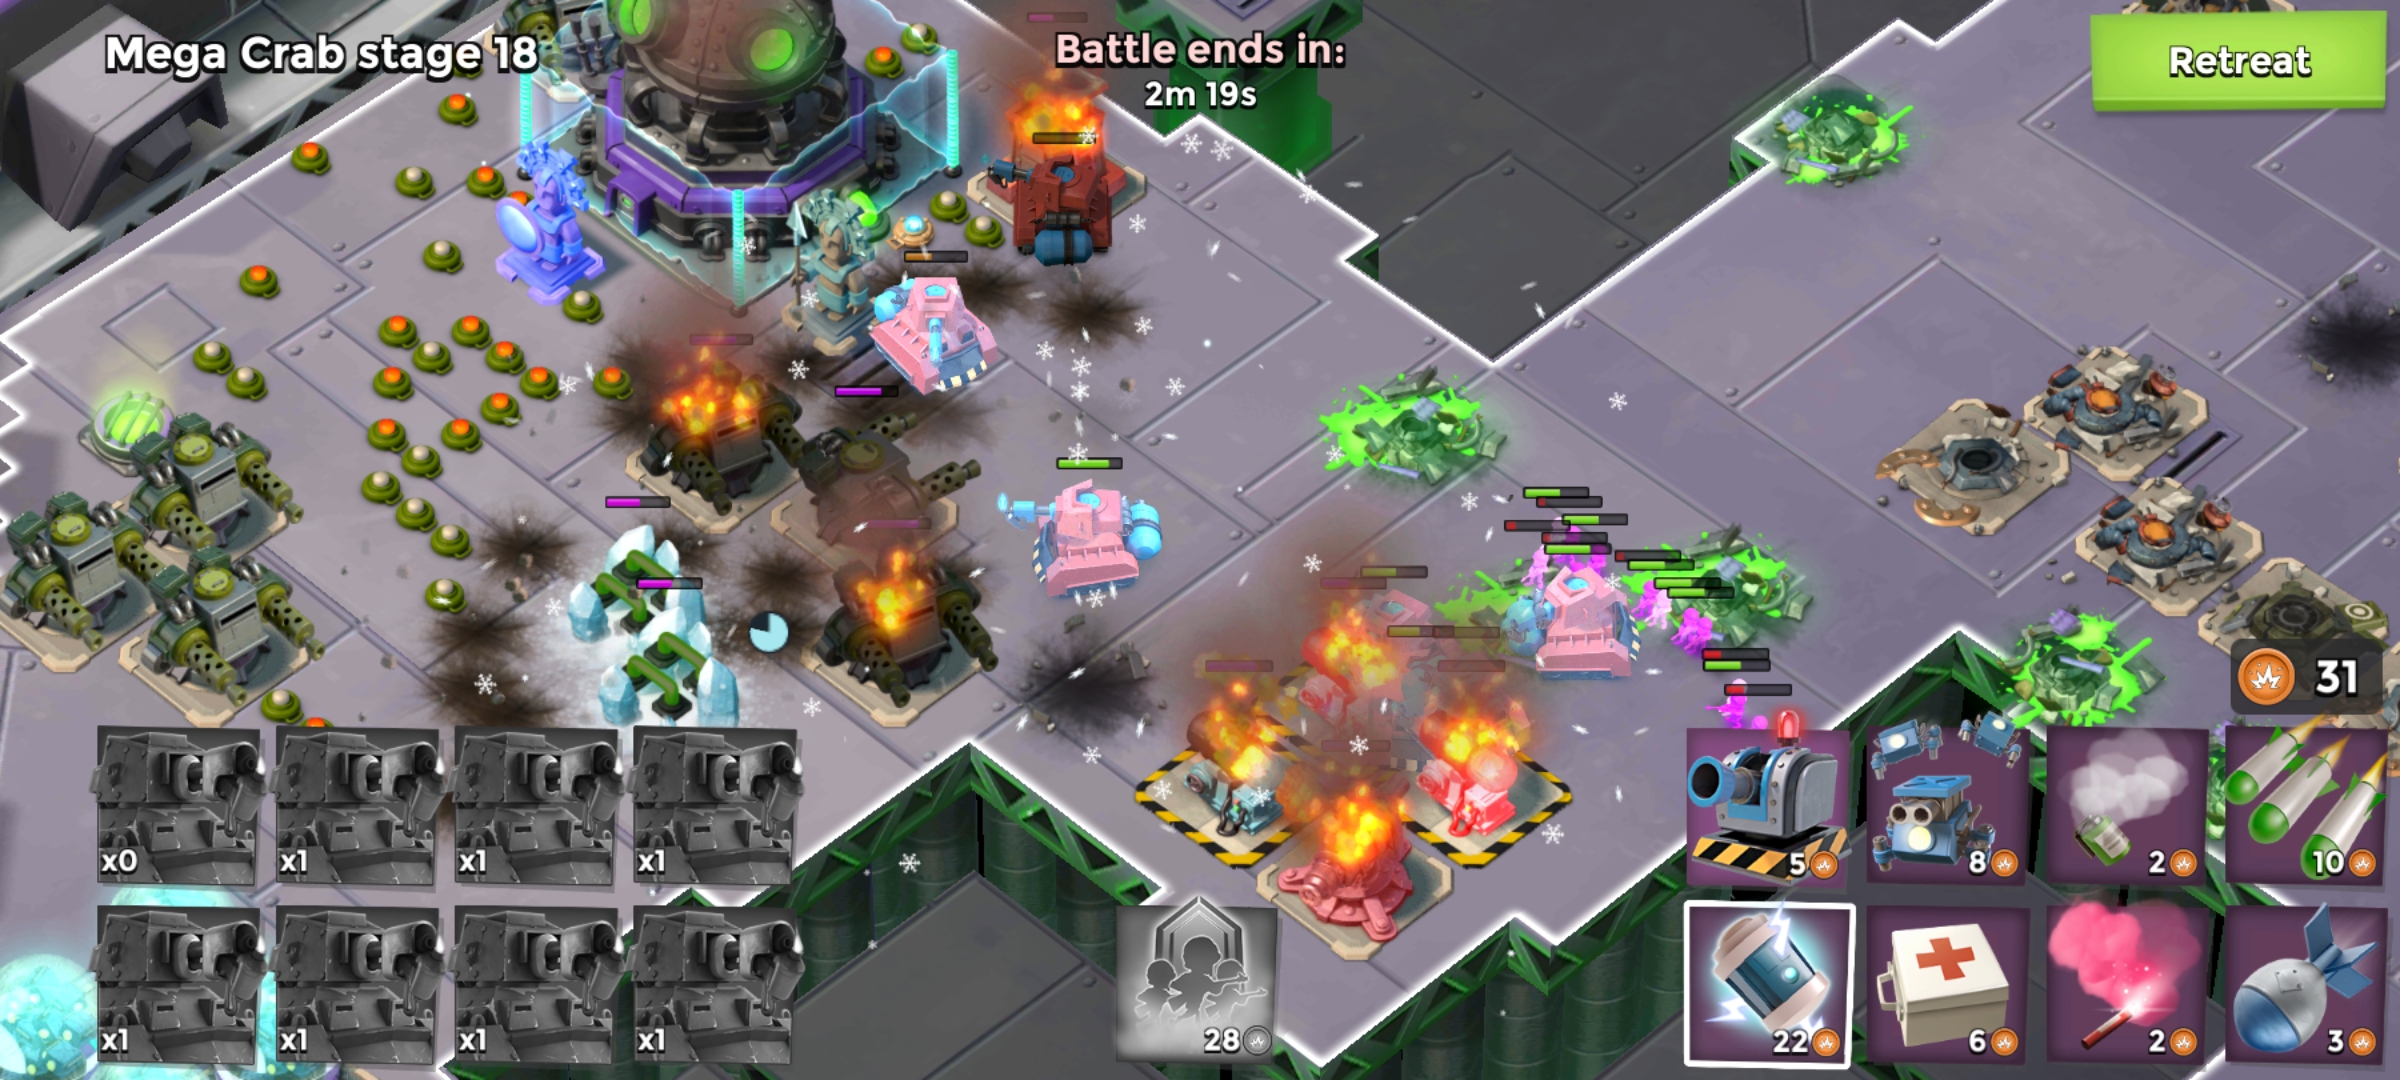 Mega Crab stage 18
Battle ends in:
2m 19s
Retreat
31
x0
x1
x1
x1
5
8
2
10
x1
x1
x1
x1
28
22
6
2
3